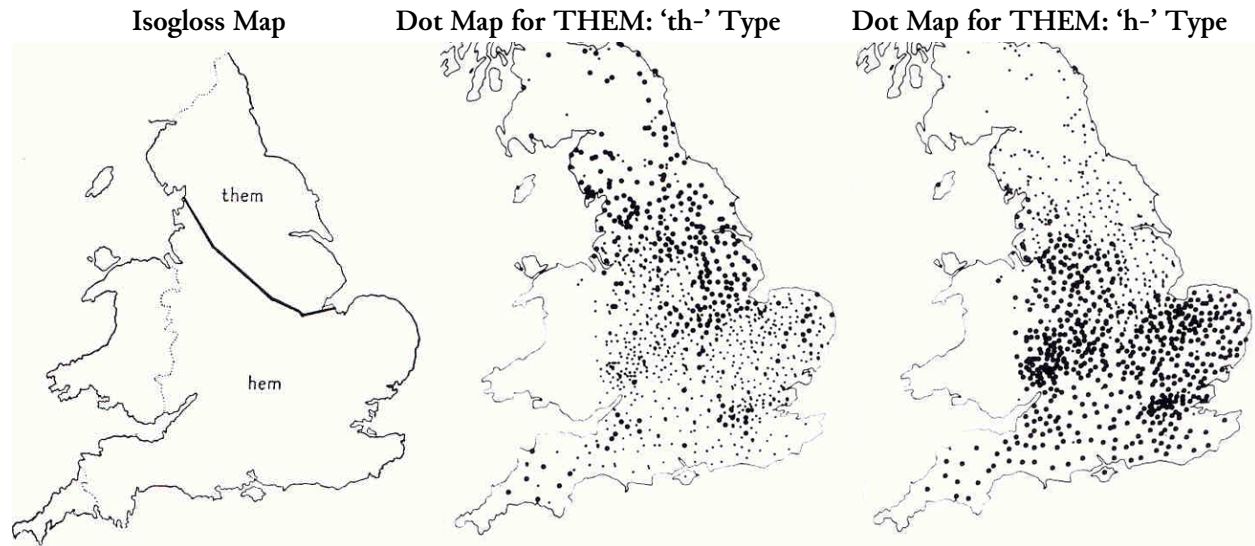 Isogloss Map
Dot Map for THEM: ‘th-’ Type
Dot Map for THEM: ‘h-’ Type
them
hem